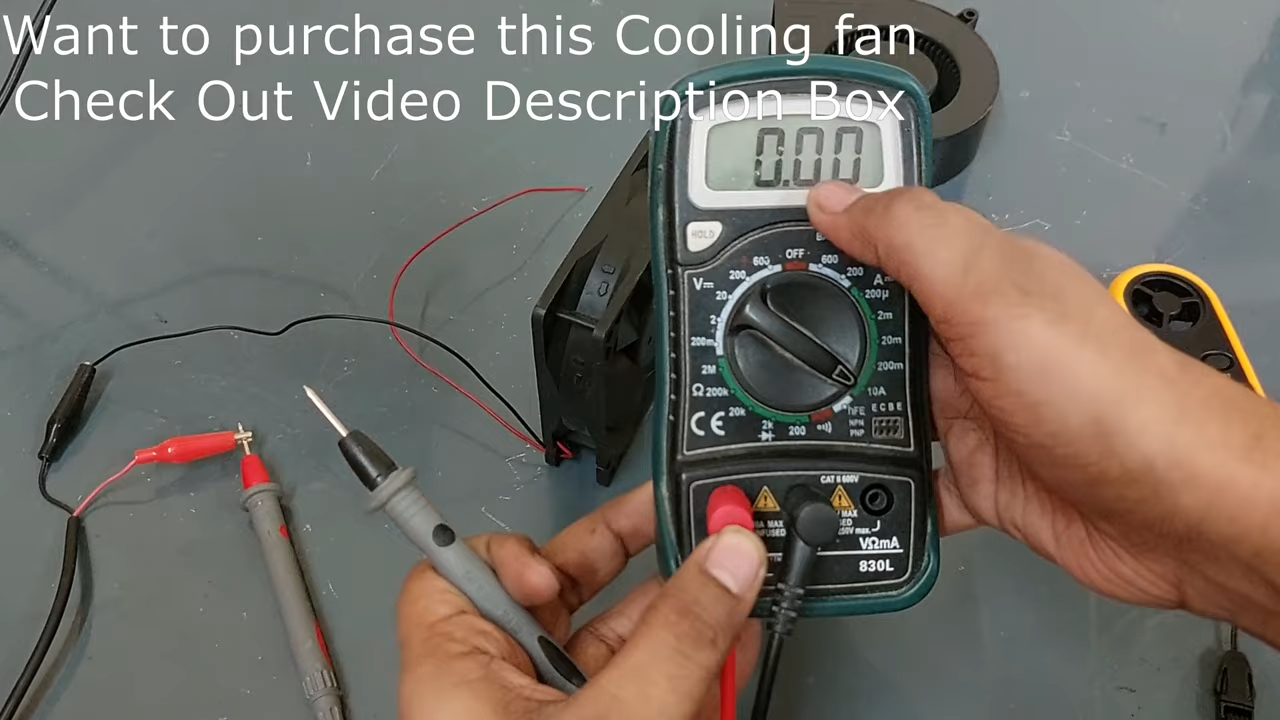 Want to purchase this Cooling fan
Check Out Video Description Box
0.00
HOLD
OFF
600
200
600
200
V
A
20
200µ
2
2m
200m
20m
2M
200m
Ω
200k
10A
20k
2k
200
hFE
NPN
PNP
E C B E
CE
CAT II 600V
MAX
VΩmA
830L